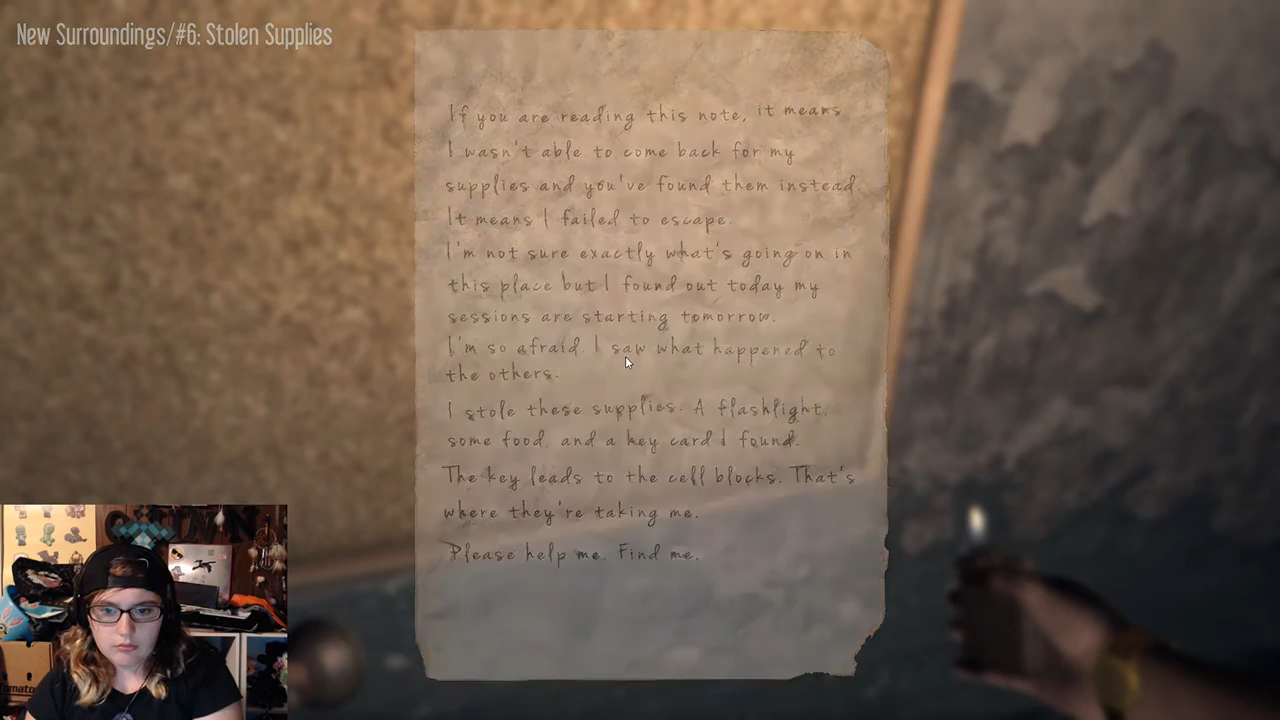 New Surroundings/#6: Stolen Supplies
If you are reading this note, it means
I wasn't able to come back for my
supplies and you've found them instead.
It means I failed to escape.
I'm not sure exactly what's going on in
this place but I found out today my
sessions are starting tomorrow.
I'm so afraid. I saw what happened to
the others.
I stole these supplies. A flashlight,
some food, and a key card I found.
The key leads to the cell blocks. That's
where they're taking me.
Please help me. Find me.